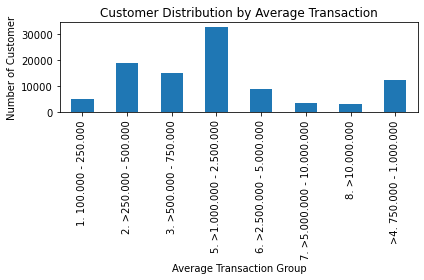 Customer Distribution by Average Transaction
Number of Customer
30000
20000
10000
0
1. 100.000 - 250.000
2. >250.000 - 500.000
3. >500.000 - 750.000
5. >1.000.000 - 2.500.000
6. >2.500.000 - 5.000.000
7. >5.000.000 - 10.000.000
8. >10.000.000
>4. 750.000 - 1.000.000
Average Transaction Group